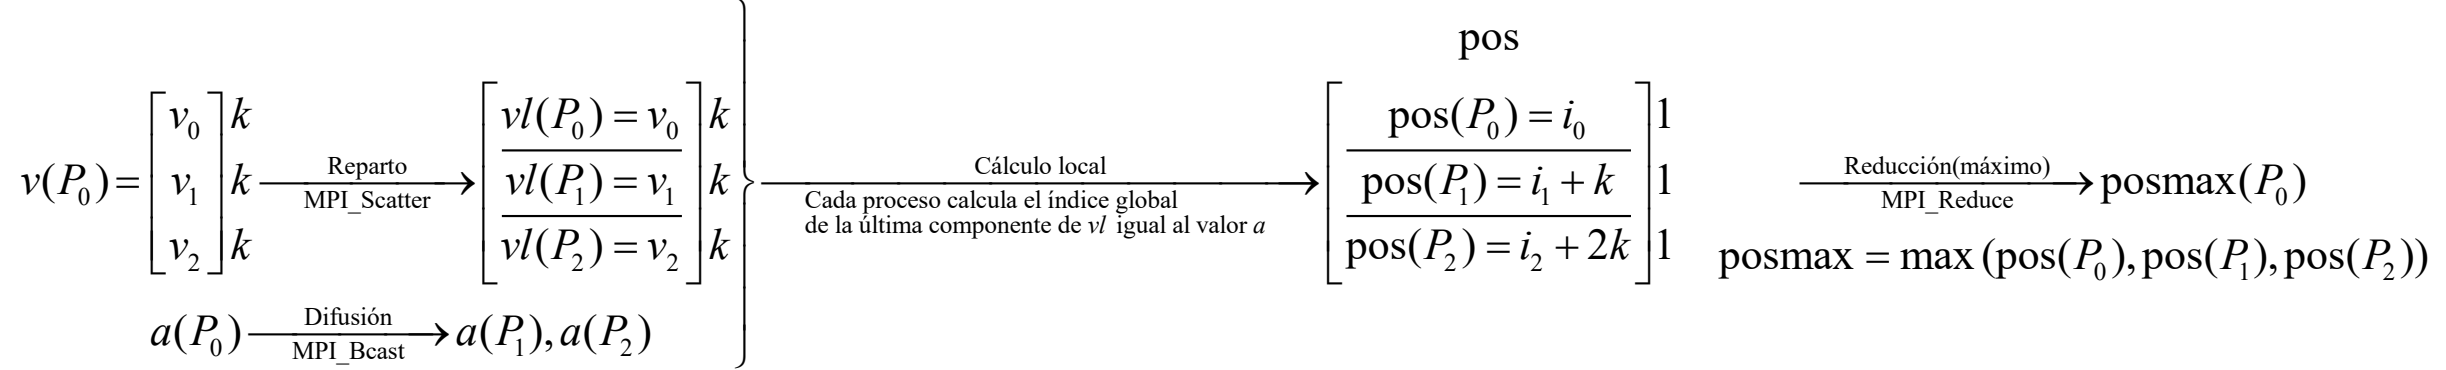 pos
v(P₀) = [v₀ v₁ v₂] k k k
Reparto
MPI_Scatter
vl(P₀) = v₀ k
vl(P₁) = v₁ k
vl(P₂) = v₂ k
a(P₀)
Difusión
MPI_Bcast
a(P₁), a(P₂)
Cálculo local
Cada proceso calcula el índice global
de la última componente de vl igual al valor a
pos(P₀) = i₀ 1
pos(P₁) = i₁ + k 1
pos(P₂) = i₂ + 2k 1
Reducción(máximo)
MPI_Reduce
posmax(P₀)
posmax = max (pos(P₀), pos(P₁), pos(P₂))